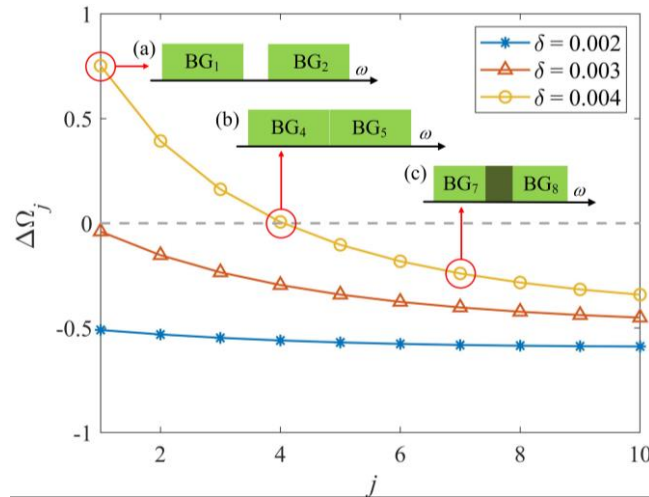 1
0.5
0
-0.5
-1
ΔΩj
2
4
6
8
10
j
(a)
BG1
BG2
ω
(b)
BG4
BG5
ω
(c)
BG7
BG8
ω
δ = 0.002
δ = 0.003
δ = 0.004